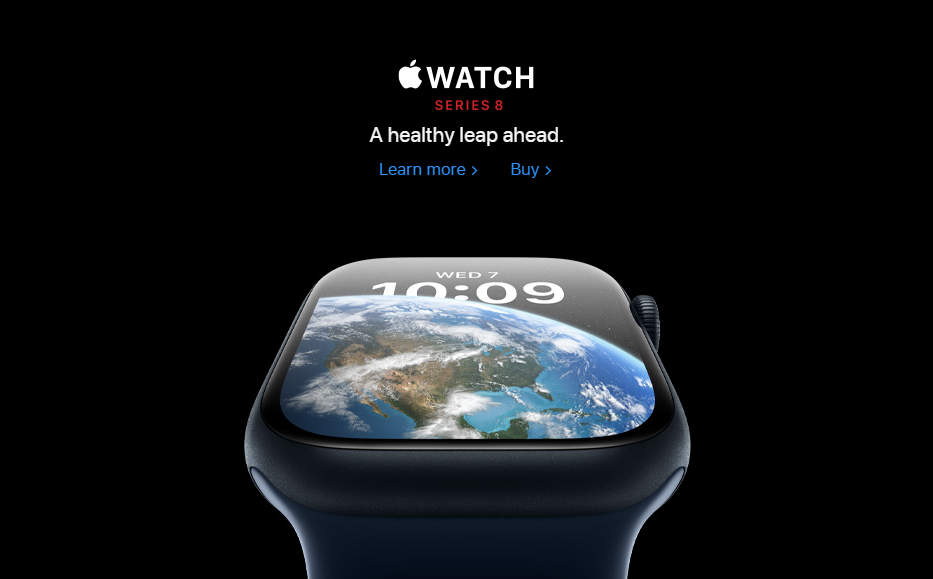 WATCH
SERIES 8
A healthy leap ahead.
Learn more > Buy >
WED 7
10:09